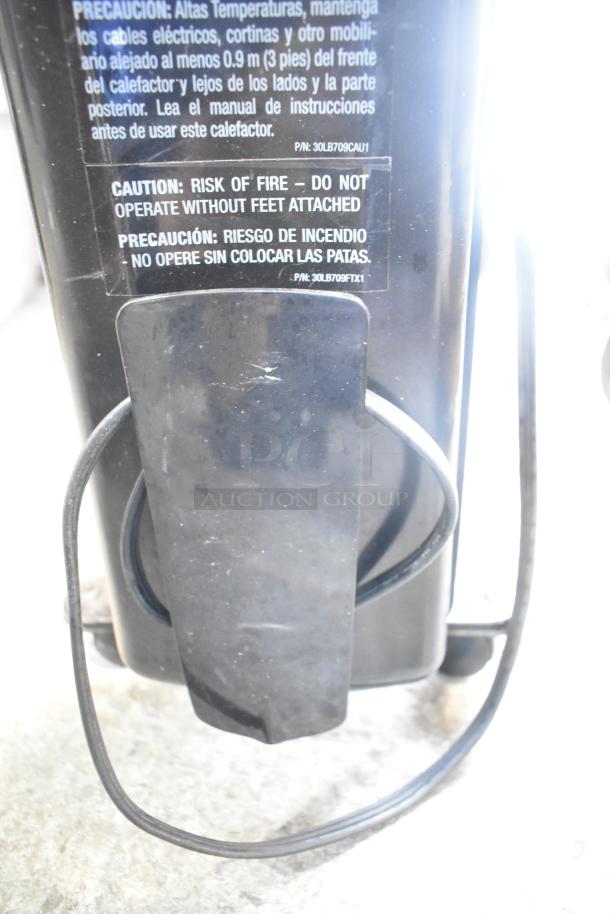 PRECAUCIÓN: Altas Temperaturas, mantenga
los cables eléctricos, cortinas y otro mobili-
ario alejado al menos 0.9 m (3 pies) del frente
del calefactor y lejos de los lados y la parte
posterior. Lea el manual de instrucciones
antes de usar este calefactor.
P/N: 30LB709CAU1
CAUTION: RISK OF FIRE – DO NOT
OPERATE WITHOUT FEET ATTACHED
PRECAUCIÓN: RIESGO DE INCENDIO
- NO OPERE SIN COLOCAR LAS PATAS.
P/N: 30LB709FTX1
PCI
AUCTION GROUP